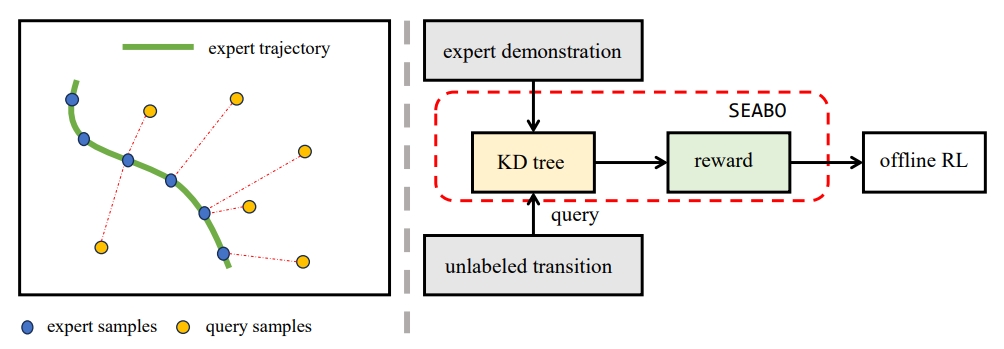 expert trajectory
expert samples
query samples
expert demonstration
SEABO
KD tree
reward
offline RL
query
unlabeled transition